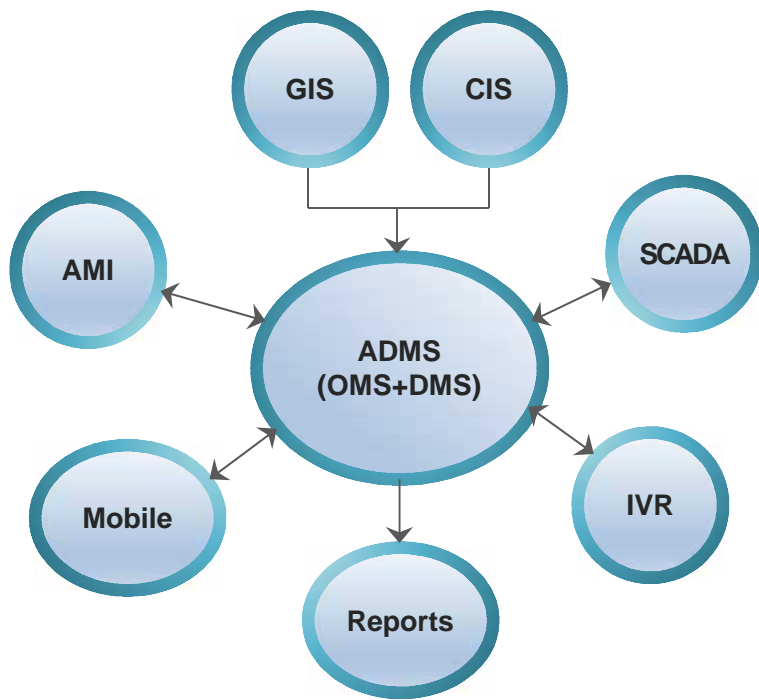 GIS
CIS
AMI
SCADA
ADMS
(OMS+DMS)
Mobile
IVR
Reports